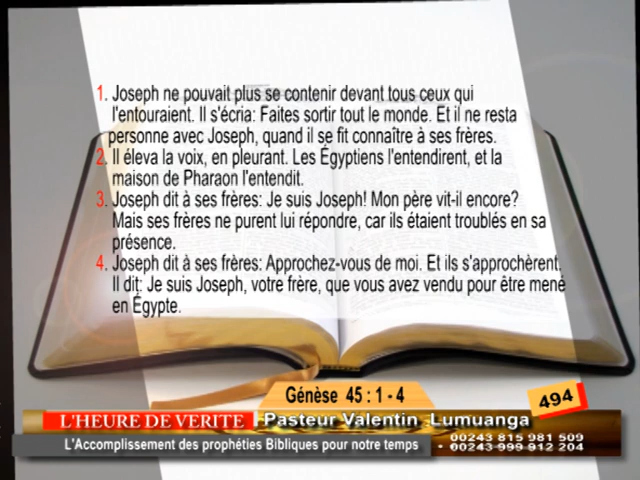 1. Joseph ne pouvait plus se contenir devant tous ceux qui
l'entouraient. Il s'écria: Faites sortir tout le monde. Et il ne resta
personne avec Joseph, quand il se fit connaître à ses frères.
2. Il éleva la voix, en pleurant. Les Égyptiens l'entendirent, et la
maison de Pharaon l'entendit.
3. Joseph dit à ses frères: Je suis Joseph! Mon père vit-il encore?
Mais ses frères ne purent lui répondre, car ils étaient troublés en sa
présence.
4. Joseph dit à ses frères: Approchez-vous de moi. Et ils s'approchèrent.
Il dit: Je suis Joseph, votre frère, que vous avez vendu pour être mené
en Égypte.
Génèse 45 : 1 - 4
494
L'HEURE DE VERITE Pasteur Valentin Lumuanga
L'Accomplissement des prophéties Bibliques pour notre temps
00243 815 981 509
- 00243 999 912 204